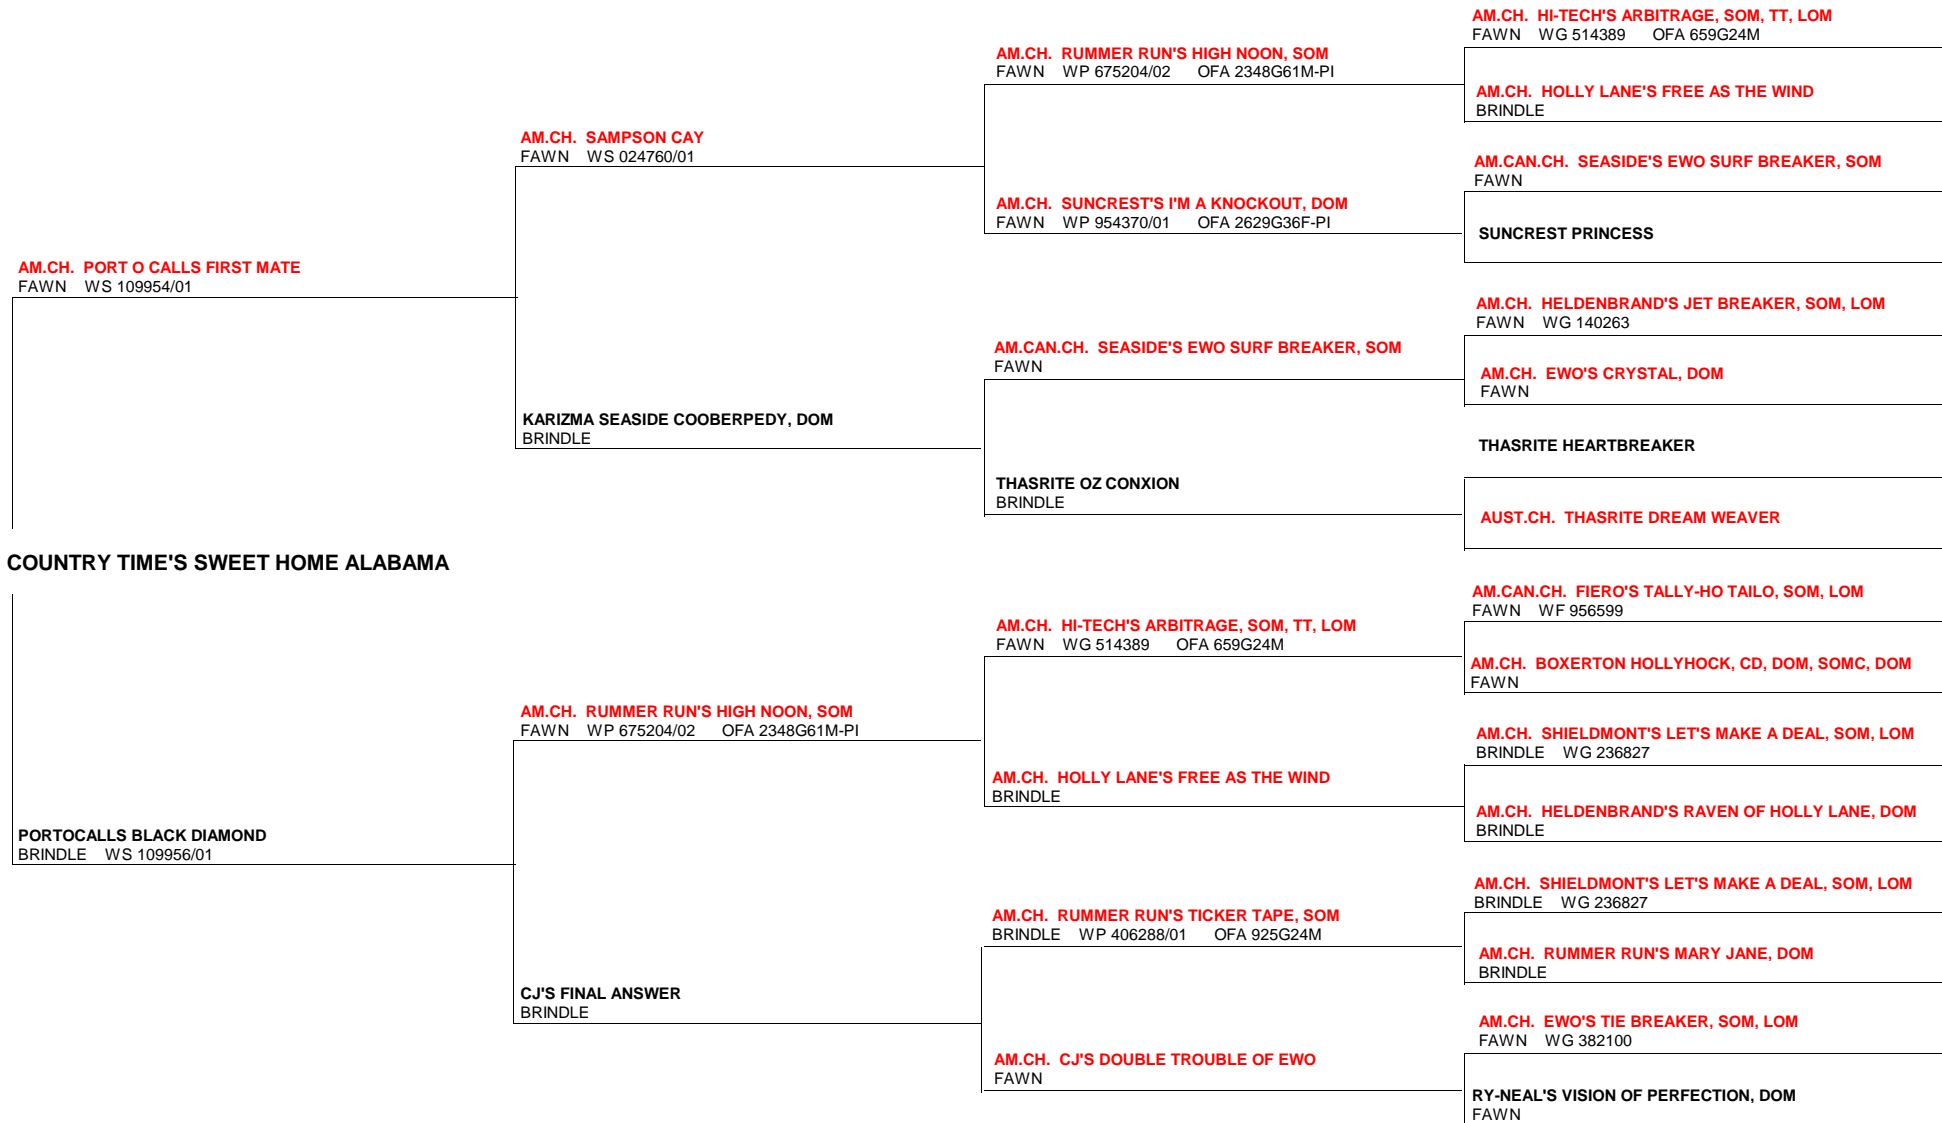 AM.CH. PORT O CALLS FIRST MATE
FAWN WS 109954/01
COUNTRY TIME'S SWEET HOME ALABAMA
PORTOCALLS BLACK DIAMOND
BRINDLE WS 109956/01
AM.CH. SAMPSON CAY
FAWN WS 024760/01
KARIZMA SEASIDE COOBERPEDY, DOM
BRINDLE
AM.CH. RUMMER RUN'S HIGH NOON, SOM
FAWN WP 675204/02 OFA 2348G61M-PI
CJ'S FINAL ANSWER
BRINDLE
AM.CH. RUMMER RUN'S HIGH NOON, SOM
FAWN WP 675204/02 OFA 2348G61M-PI
AM.CH. SUNCREST'S I'M A KNOCKOUT, DOM
FAWN WP 954370/01 OFA 2629G36F-PI
AM.CAN.CH. SEASIDE'S EWO SURF BREAKER, SOM
FAWN
THASRITE OZ CONXION
BRINDLE
AM.CH. HI-TECH'S ARBITRAGE, SOM, TT, LOM
FAWN WG 514389 OFA 659G24M
AM.CH. HOLLY LANE'S FREE AS THE WIND
BRINDLE
AM.CH. RUMMER RUN'S TICKER TAPE, SOM
BRINDLE WP 406288/01 OFA 925G24M
AM.CH. CJ'S DOUBLE TROUBLE OF EWO
FAWN
AM.CH. HI-TECH'S ARBITRAGE, SOM, TT, LOM
FAWN WG 514389 OFA 659G24M
AM.CH. HOLLY LANE'S FREE AS THE WIND
BRINDLE
AM.CAN.CH. SEASIDE'S EWO SURF BREAKER, SOM
FAWN
SUNCREST PRINCESS
AM.CH. HELDENBRAND'S JET BREAKER, SOM, LOM
FAWN WG 140263
AM.CH. EWO'S CRYSTAL, DOM
FAWN
THASRITE HEARTBREAKER
AUST.CH. THASRITE DREAM WEAVER
AM.CAN.CH. FIERO'S TALLY-HO TAILO, SOM, LOM
FAWN WF 956599
AM.CH. BOXERTON HOLLYHOCK, CD, DOM, SOMC, DOM
FAWN
AM.CH. SHIELDMONT'S LET'S MAKE A DEAL, SOM, LOM
BRINDLE WG 236827
AM.CH. HELDENBRAND'S RAVEN OF HOLLY LANE, DOM
BRINDLE
AM.CH. SHIELDMONT'S LET'S MAKE A DEAL, SOM, LOM
BRINDLE WG 236827
AM.CH. RUMMER RUN'S MARY JANE, DOM
BRINDLE
AM.CH. EWO'S TIE BREAKER, SOM, LOM
FAWN WG 382100
RY-NEAL'S VISION OF PERFECTION, DOM
FAWN